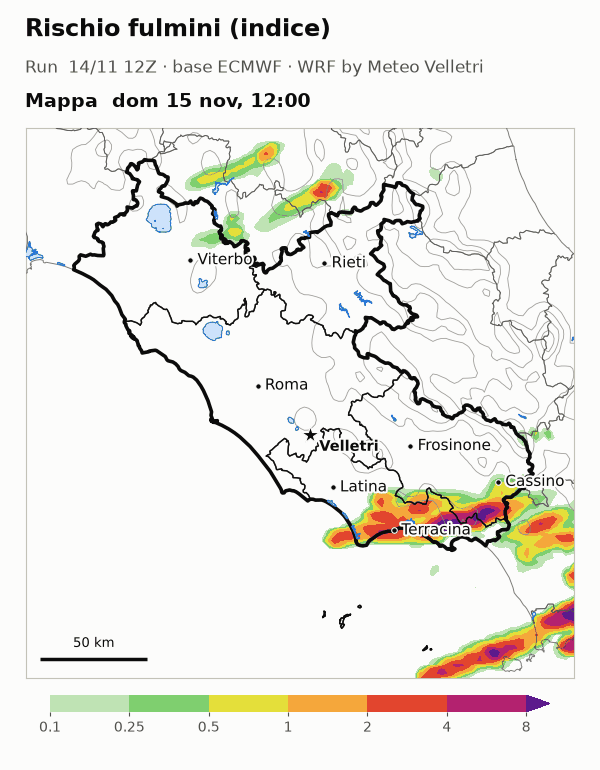 Rischio fulmini (indice)
Run  14/11 12Z · base ECMWF · WRF by Meteo Velletri
Mappa  dom 15 nov, 12:00
Viterbo
Rieti
Roma
Velletri
Frosinone
Cassino
Latina
Terracina
50 km
0.1 0.25 0.5 1 2 4 8